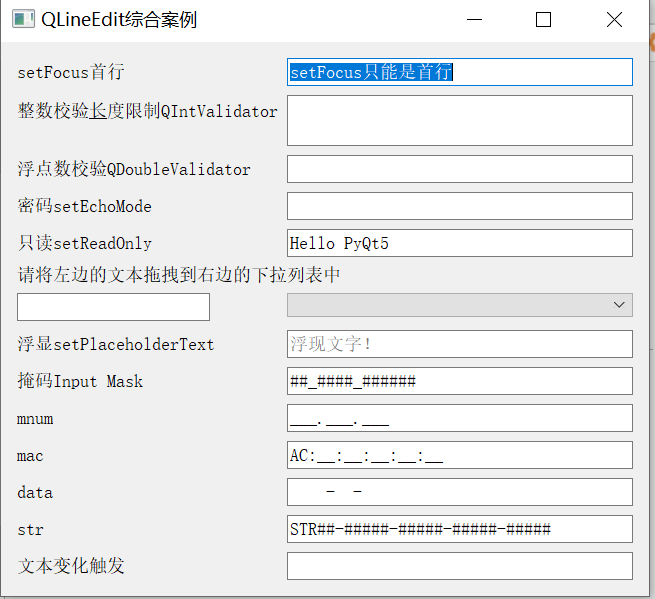 QLineEdit综合案例
setFocus首行 setFocus只能是首行
整数校验长度限制QIntValidator
浮点数校验QDoubleValidator
密码setEchoMode
只读setReadOnly Hello PyQt5
请将左边的文本拖拽到右边的下拉列表中
浮显setPlaceholderText 浮现文字!
掩码Input Mask ##_####_######
mnum ___.___.___
mac AC:__:__:__:__:__
data - -
str STR##-#####-#####-#####-#####
文本变化触发